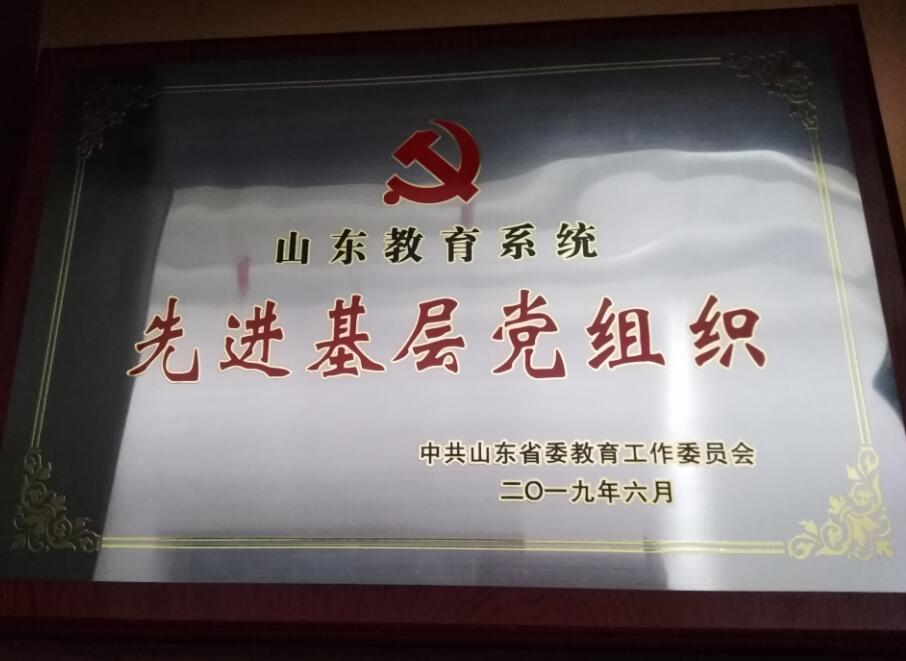 山东教育系统
先进基层党组织
中共山东省委教育工作委员会
二〇一九年六月